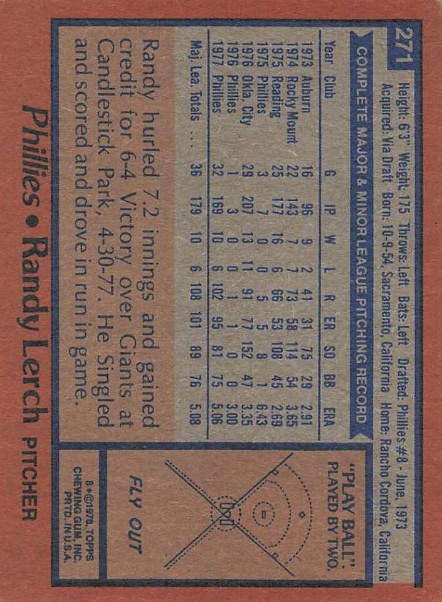 271
Height: 6'3" Weight: 175 Throws: Left Bats: Left Drafted: Phillies #8 - June, 1973
Acquired: Via Draft Born: 10-9-54, Sacramento, California Home: Rancho Cordova, California
COMPLETE MAJOR & MINOR LEAGUE PITCHING RECORD
Year Club G IP W L R ER SO BB ERA
1973 Auburn 16 96 9 2 41 31 75 29 2.91
1974 Rocky Mount 22 143 7 7 73 58 114 54 3.65
1975 Reading 25 177 16 6 66 53 108 45 2.69
1975 Phillies 3 7 0 0 5 5 8 1 6.43
1976 Okla. City 29 207 13 11 91 77 152 47 3.35
1976 Phillies 1 3 0 0 1 1 0 0 3.00
1977 Phillies 32 169 10 6 102 95 81 75 5.06
Maj. Lea. Totals ... 36 179 10 6 108 101 89 76 5.08
Randy hurled 7.2 innings and gained
credit for 6-4 Victory over Giants at
Candlestick Park, 4-30-77. He Singled
and scored and drove in run in game.
"PLAY BALL":
PLAYED BY TWO.
FLY OUT
B*©1978, TOPPS
CHEWING GUM, INC.
PRTD. IN U.S.A.
Phillies • Randy Lerch PITCHER